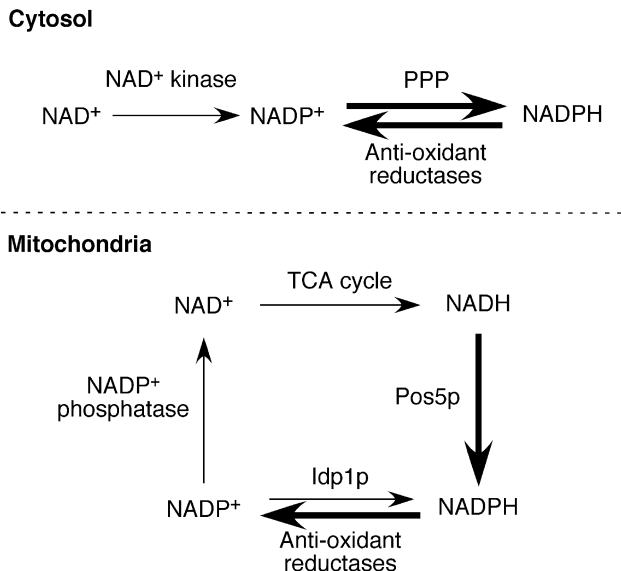 Cytosol
NAD⁺ kinase
PPP
NAD⁺
NADP⁺
NADPH
Anti-oxidant
reductases
Mitochondria
TCA cycle
NAD⁺
NADH
NADP⁺
phosphatase
Pos5p
Idp1p
NADP⁺
NADPH
Anti-oxidant
reductases